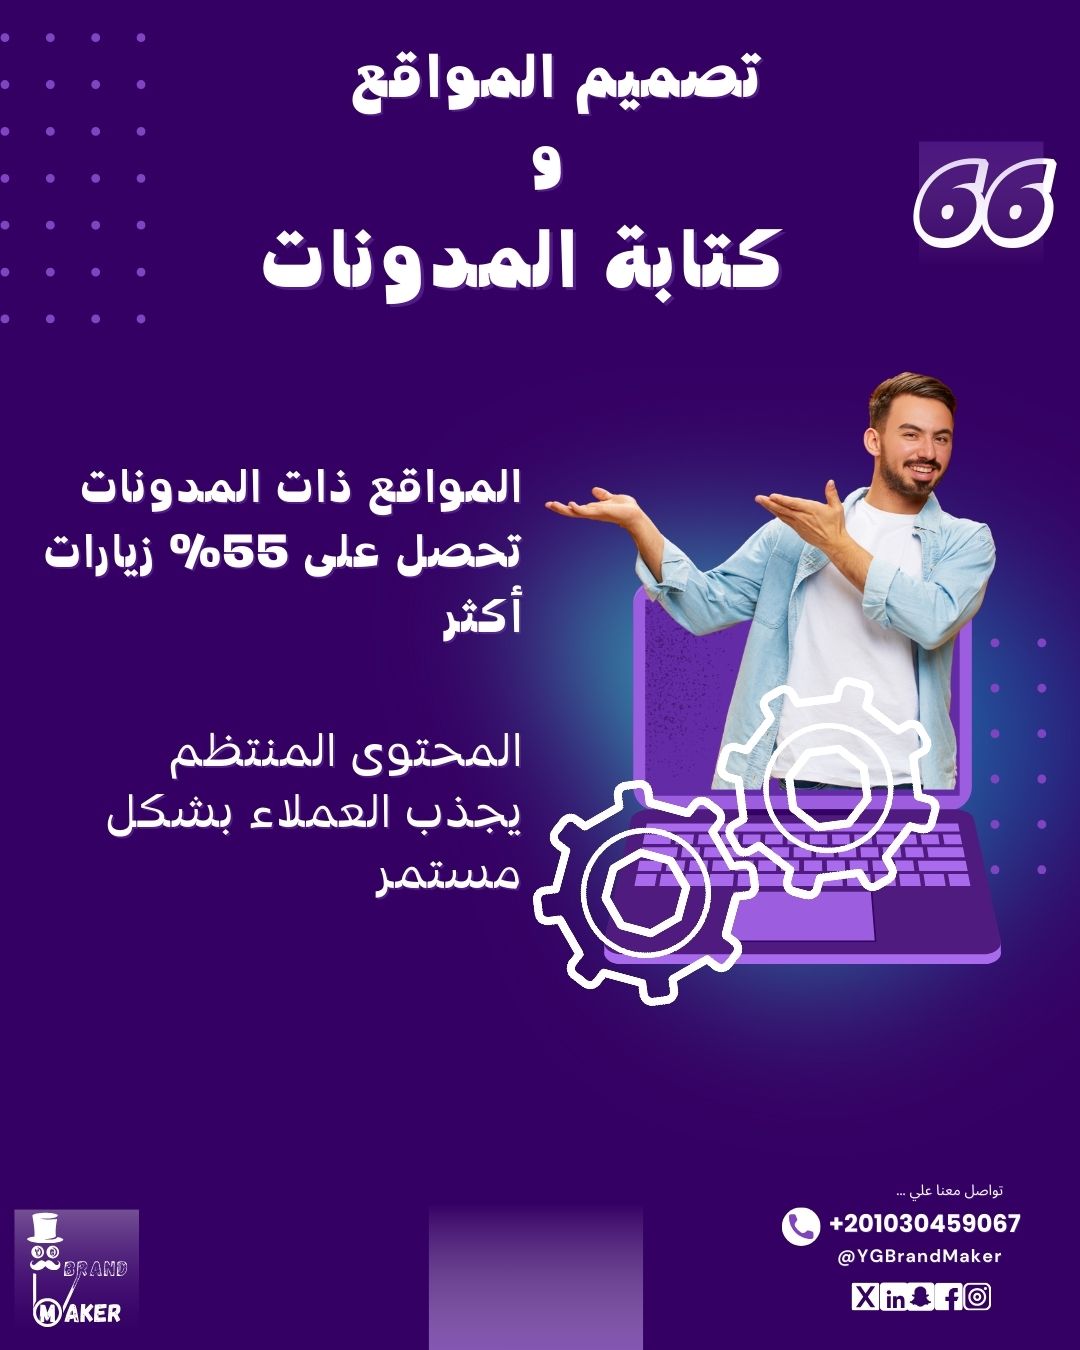 تصميم المواقع
و
كتابة المدونات
66
المواقع ذات المدونات
تحصل على 55% زيارات
أكثر
المحتوى المنتظم
يجذب العملاء بشكل
مستمر
تواصل معنا علي ...
+201030459067
@YGBrandMaker
BRAND
MAKER